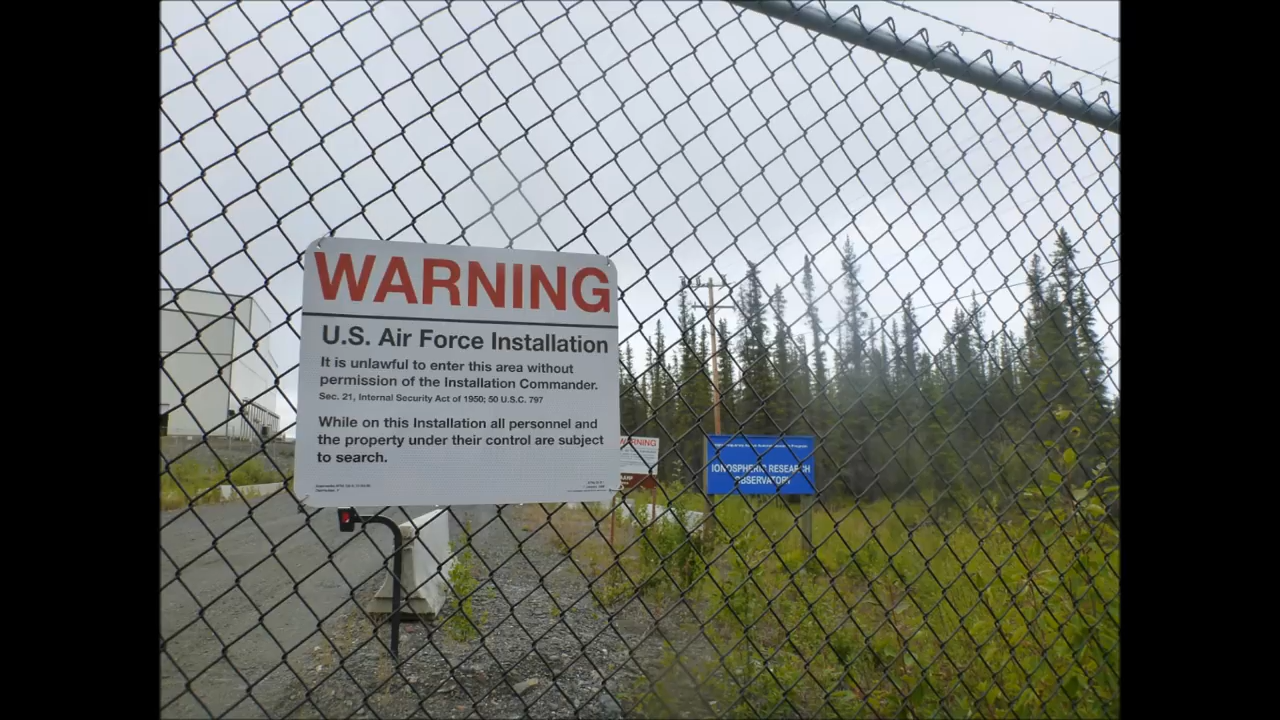 WARNING
U.S. Air Force Installation
It is unlawful to enter this area without
permission of the Installation Commander.
Sec. 21, Internal Security Act of 1950; 50 U.S.C. 797
While on this Installation all personnel and
the property under their control are subject
to search.
WARNING
IONOSPHERIC RESEARCH
OBSERVATORY